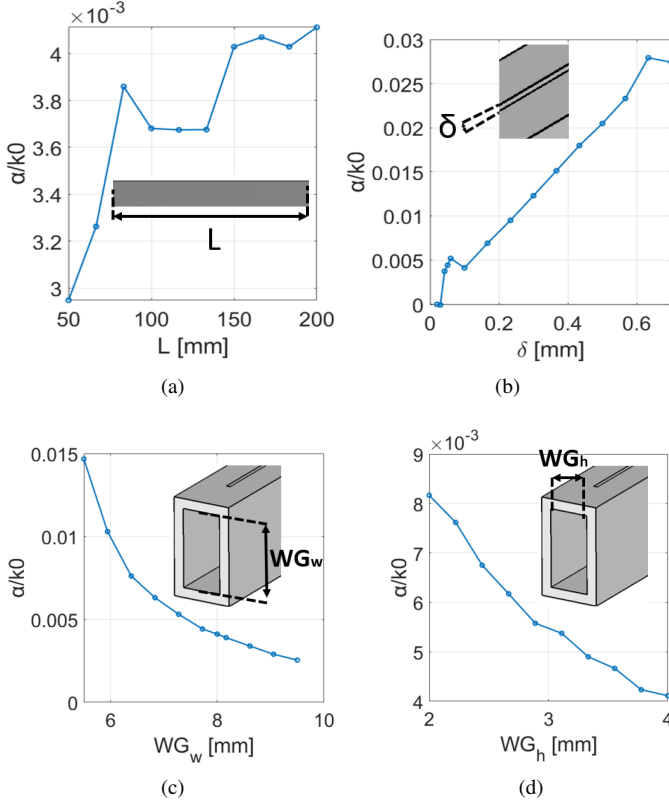 ×10⁻³
4
3.8
3.6
3.4
3.2
3
α/k0
L
50 100 150 200
L [mm]
(a)
0.03
0.025
0.02
0.015
0.01
0.005
0
α/k0
δ
0 0.2 0.4 0.6
δ [mm]
(b)
0.015
0.01
0.005
0
α/k0
WGw
6 8 10
WGw [mm]
(c)
×10⁻³
9
8
7
6
5
4
α/k0
WGh
2 3 4
WGh [mm]
(d)